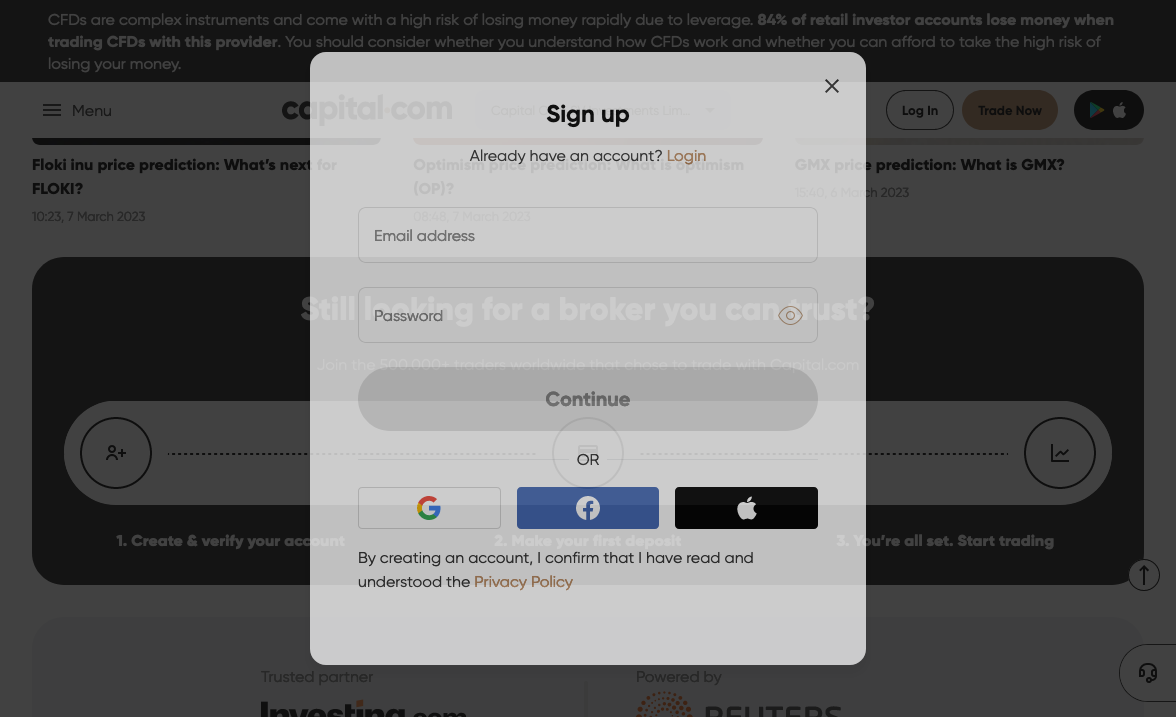 CFDs are complex instruments and come with a high risk of losing money rapidly due to leverage. 84% of retail investor accounts lose money when
trading CFDs with this provider. You should consider whether you understand how CFDs work and whether you can afford to take the high risk of
losing your money.
Menu
capital.com
Capital Com
Log In
Trade Now
Sign up
Already have an account? Login
Floki inu price prediction: What's next for
FLOKI?
10:23, 7 March 2023
Optimism price prediction: What is optimism
(OP)?
08:48, 7 March 2023
GMX price prediction: What is GMX?
15:40, 6 March 2023
Email address
Still looking for a broker you can trust?
Password
Join the 500.000+ traders worldwide that chose to trade with Capital.com
Continue
OR
1. Create & verify your account
2. Make your first deposit
3. You're all set. Start trading
By creating an account, I confirm that I have read and
understood the Privacy Policy
Trusted partner
Investing.com
Powered by
REUTERS